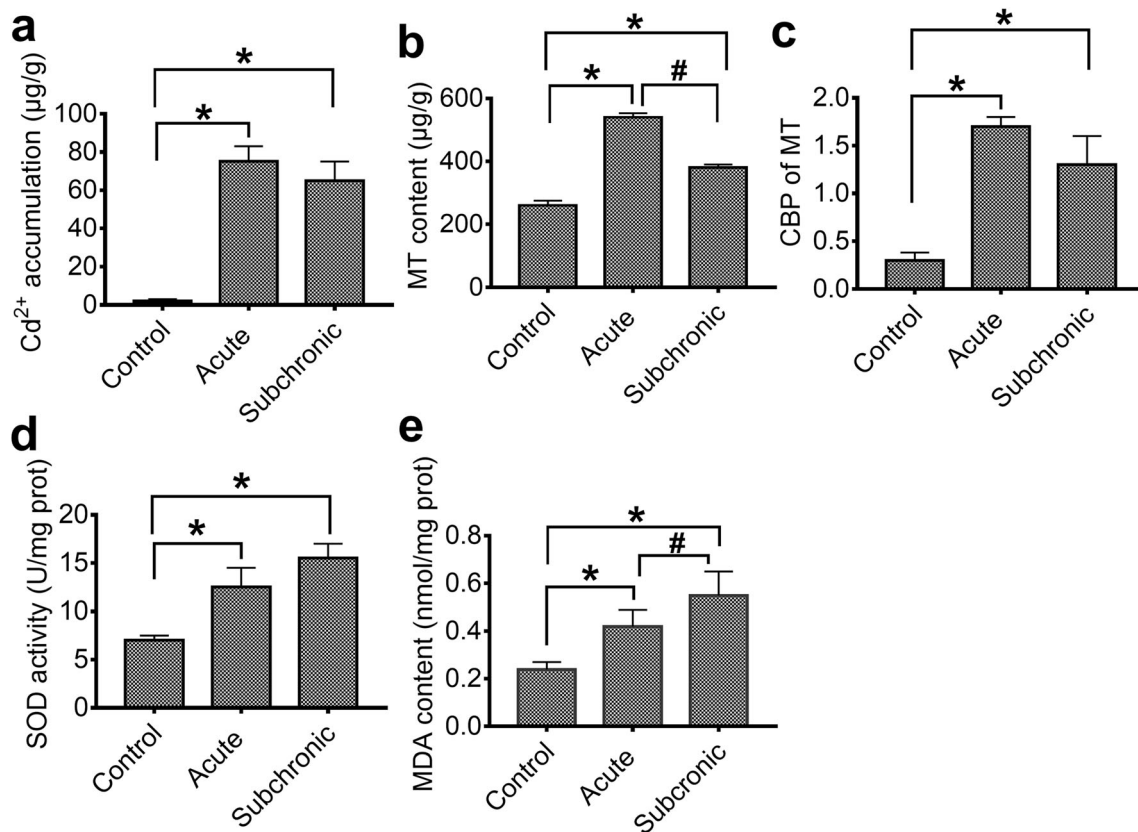 a
Cd²⁺ accumulation (µg/g)
100
80
60
40
20
0
*
*
Control
Acute
Subchronic
b
MT content (µg/g)
600
400
200
0
*
*
#
Control
Acute
Subchronic
c
CBP of MT
2.0
1.5
1.0
0.5
0.0
*
*
Control
Acute
Subchronic
d
SOD activity (U/mg prot)
20
15
10
5
0
*
*
Control
Acute
Subchronic
e
MDA content (nmol/mg prot)
0.8
0.6
0.4
0.2
0.0
*
*
#
Control
Acute
Subcronic